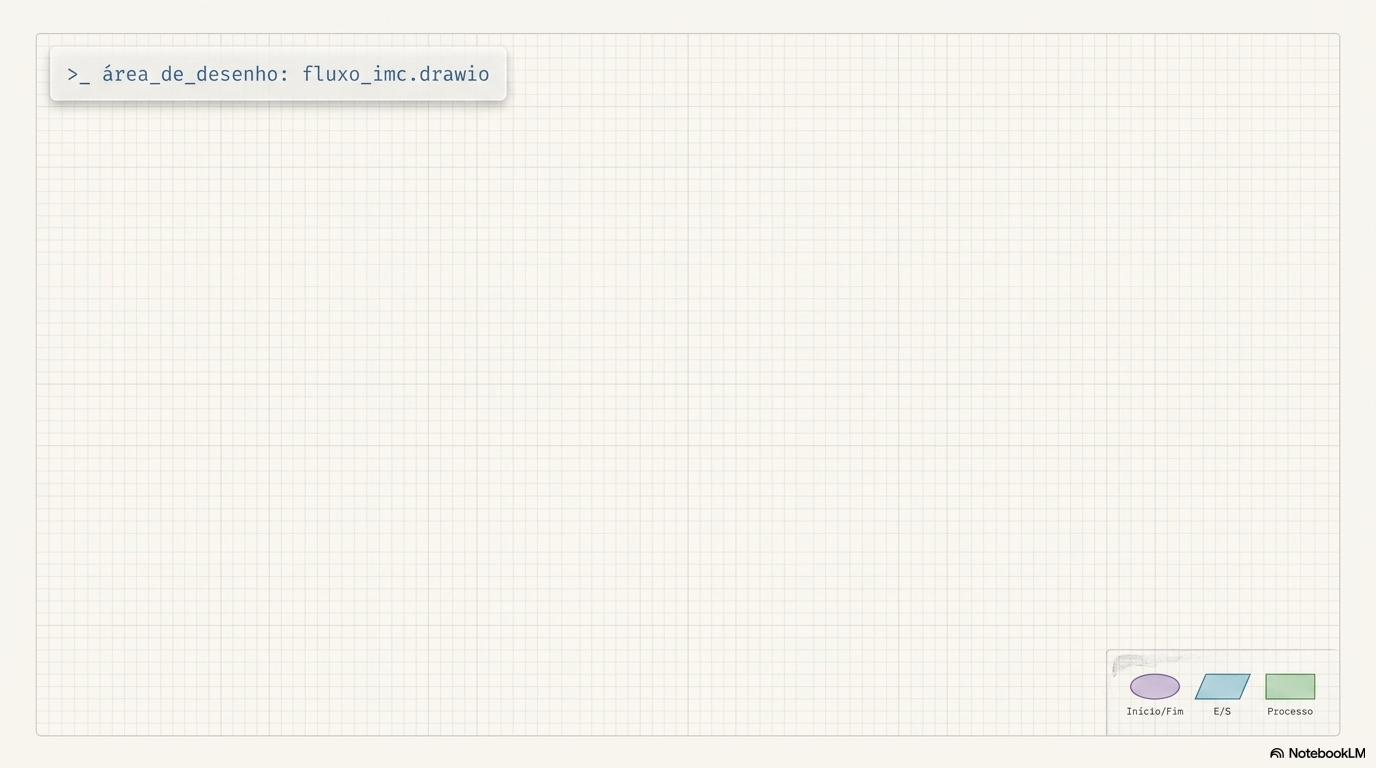 >_ área_de_desenho: fluxo_imc.drawio
Início/Fim
E/S
Processo
NotebookLM